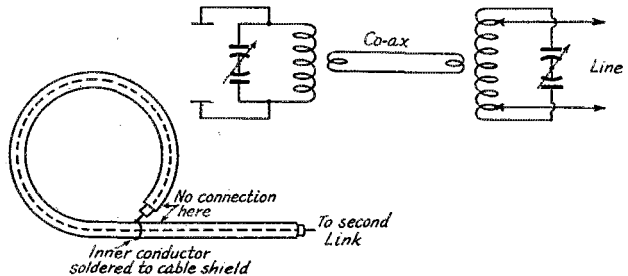 Co-ax
Line
No connection
here
To second
Link
Inner conductor
soldered to cable shield